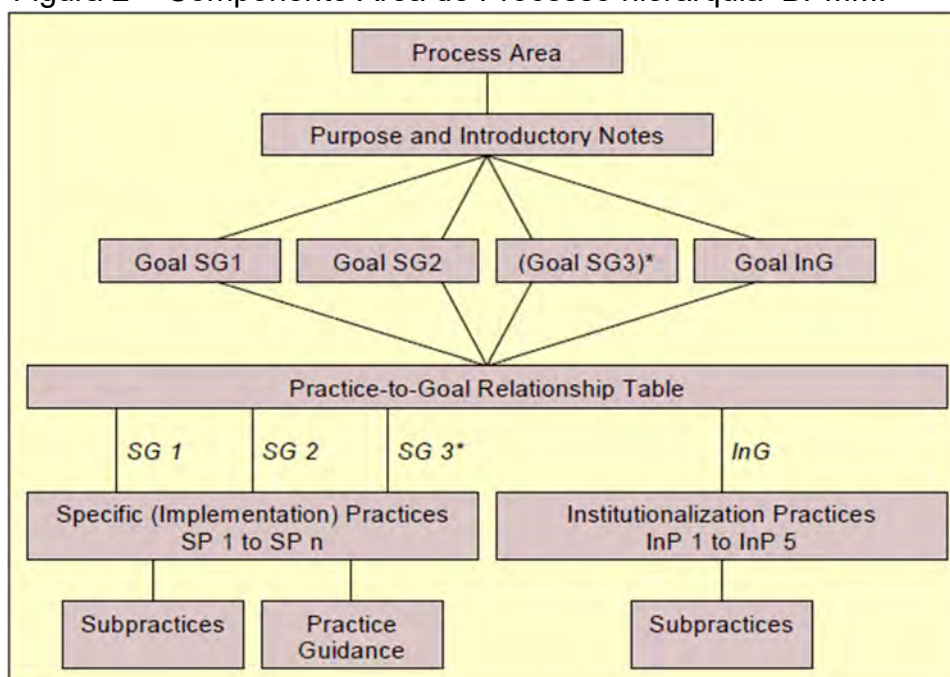 Process Area
Purpose and Introductory Notes
Goal SG1
Goal SG2
(Goal SG3)*
Goal InG
Practice-to-Goal Relationship Table
SG 1
SG 2
SG 3*
InG
Specific (Implementation) Practices
SP 1 to SP n
Institutionalization Practices
InP 1 to InP 5
Subpractices
Practice
Guidance
Subpractices